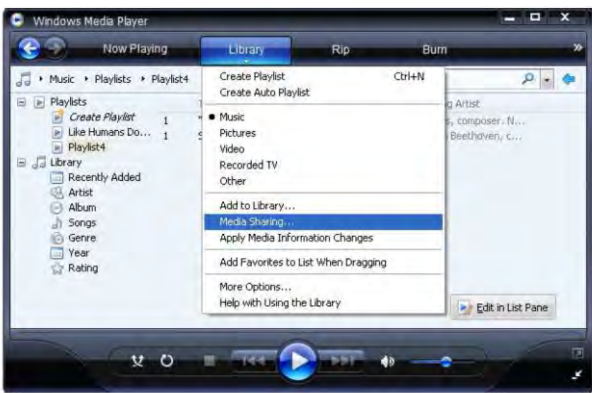 Windows Media Player
Now Playing Library Rip Burn »
Music ▸ Playlists ▸ Playlist4
Create Playlist Ctrl+N
Create Auto Playlist
Music
Pictures
Video
Recorded TV
Other
Add to Library...
Media Sharing...
Apply Media Information Changes
Add Favorites to List When Dragging
More Options...
Help with Using the Library
Playlists
Create Playlist 1
Like Humans Do... 1
Playlist4
Library
Recently Added
Artist
Album
Songs
Genre
Year
Rating
g Artist
s, composer. N...
Beethoven, c...
Edit in List Pane